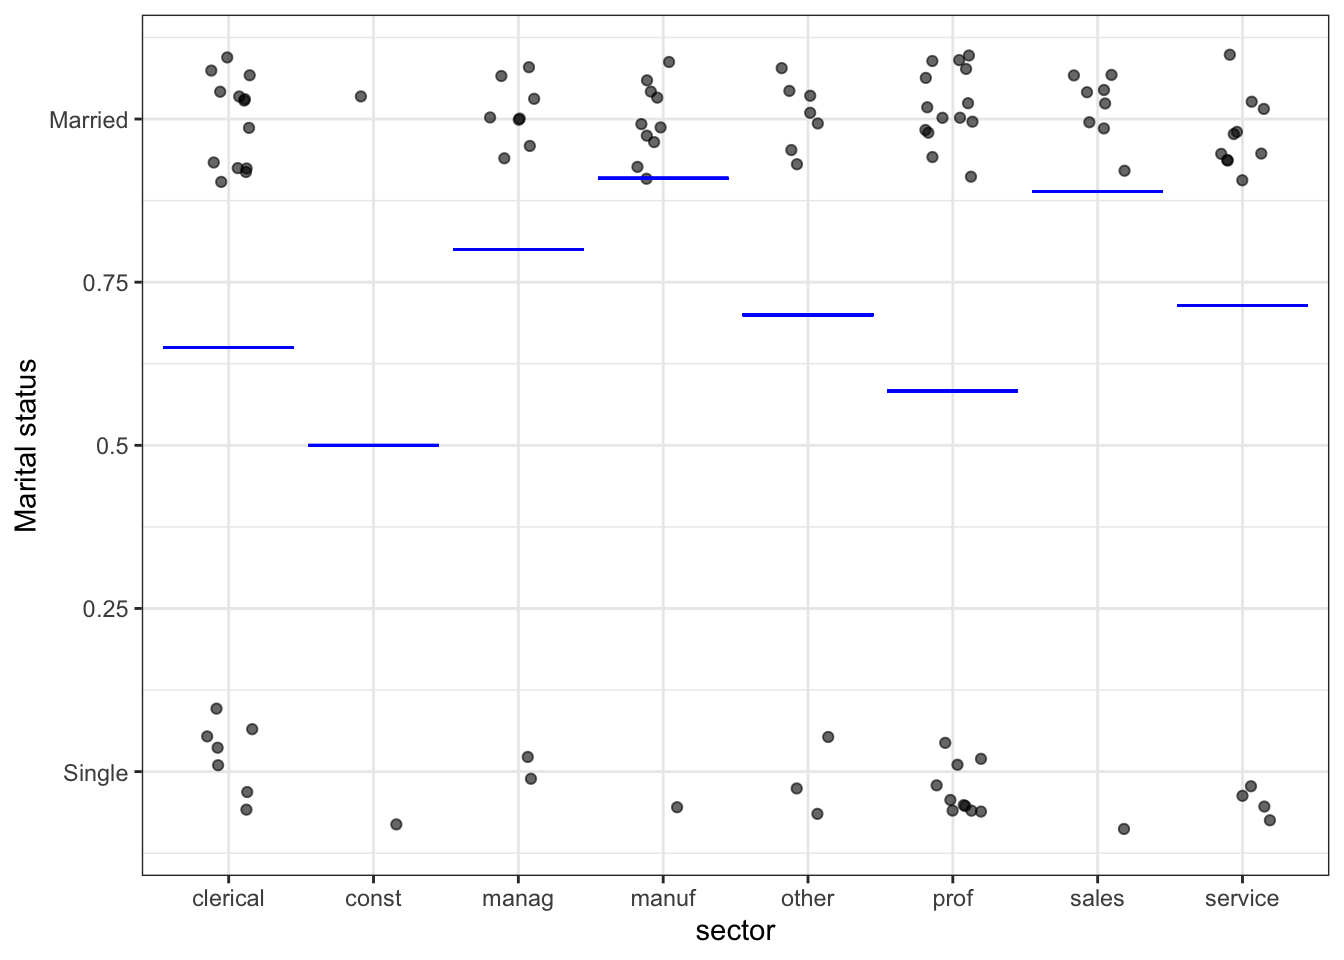 Marital status
Married
0.75
0.5
0.25
Single
clerical const manag manuf other prof sales service
sector